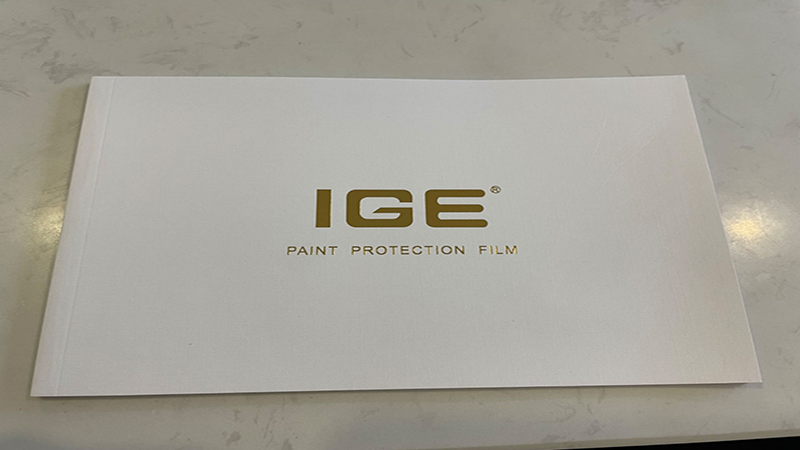 IGE®
PAINT PROTECTION FILM